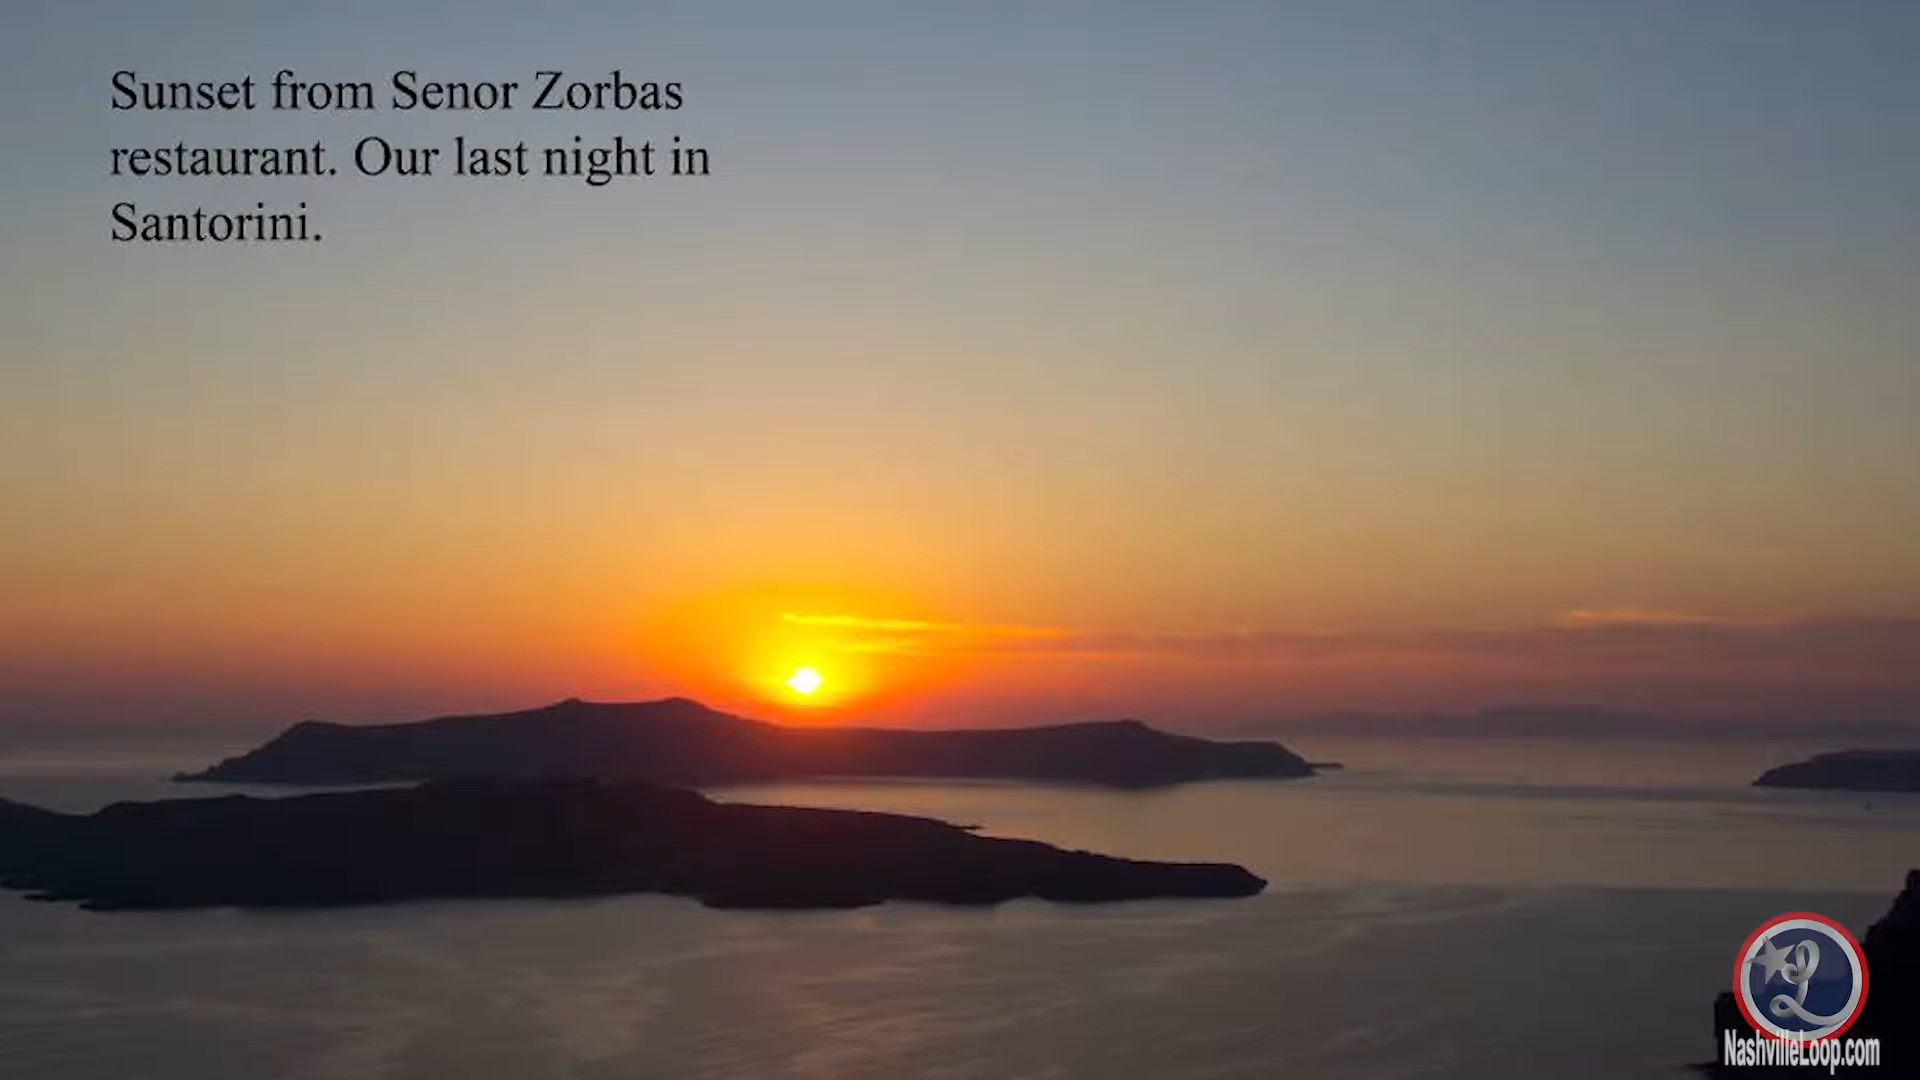 Sunset from Senor Zorbas
restaurant. Our last night in
Santorini.
L
NashvilleLoop.com